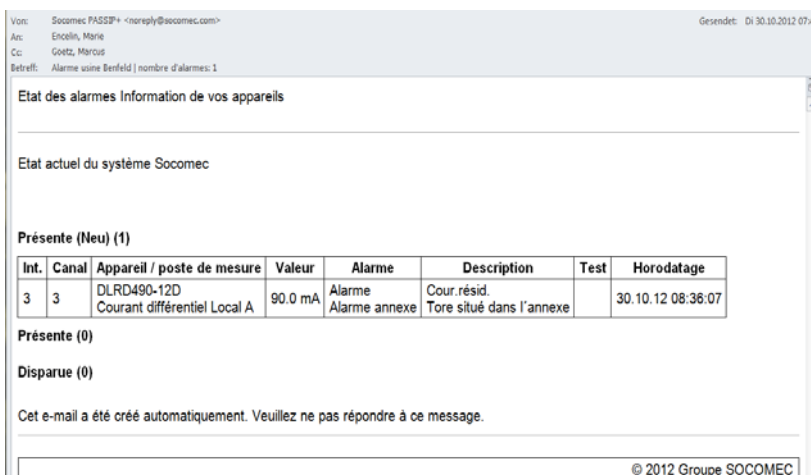 Von: Socomec PASSIP+ <noreply@socomec.com> Gesendet: Di 30.10.2012 07:
An: Encelin, Marie
Cc: Goetz, Marcus
Betreff: Alarme usine Benfeld | nombre d'alarmes: 1
Etat des alarmes Information de vos appareils
Etat actuel du système Socomec
Présente (Neu) (1)
Int. Canal Appareil / poste de mesure Valeur Alarme Description Test Horodatage
3 3 DLRD490-12D 90.0 mA Alarme Cour.résid. 30.10.12 08:36:07
Courant différentiel Local A Alarme annexe Tore situé dans l´annexe
Présente (0)
Disparue (0)
Cet e-mail a été créé automatiquement. Veuillez ne pas répondre à ce message.
© 2012 Groupe SOCOMEC